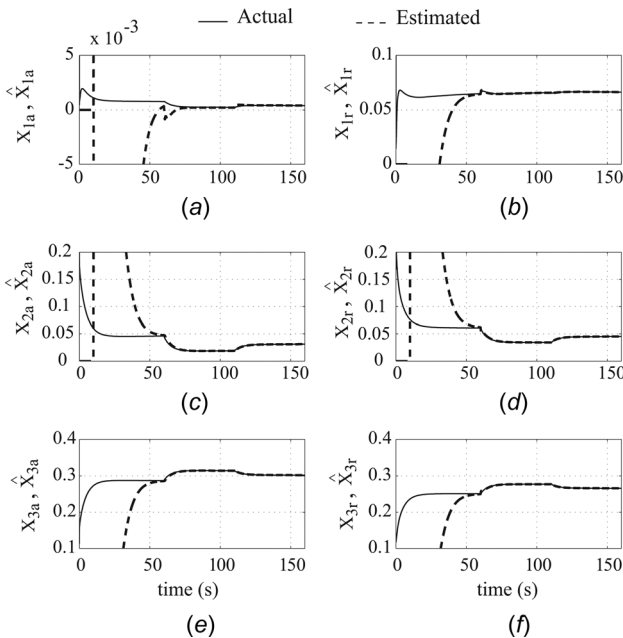 Actual Estimated
x 10⁻³
5
0
-5
0 50 100 150
X1a , X̂1a
(a)
0.1
0.05
0
0 50 100 150
X1r , X̂1r
(b)
0.2
0.15
0.1
0.05
0
0 50 100 150
X2a , X̂2a
(c)
0.2
0.15
0.1
0.05
0
0 50 100 150
X2r , X̂2r
(d)
0.4
0.3
0.2
0.1
0 50 100 150
X3a , X̂3a
time (s)
(e)
0.4
0.3
0.2
0.1
0 50 100 150
X3r , X̂3r
time (s)
(f)